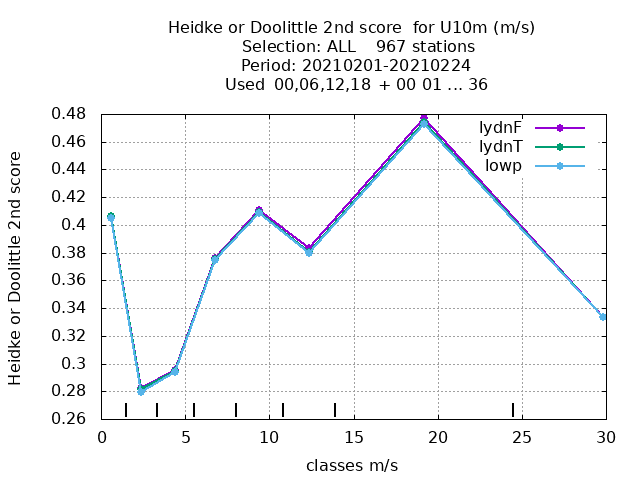 Heidke or Doolittle 2nd score  for U10m (m/s)
Selection: ALL    967 stations
Period: 20210201-20210224
Used  00,06,12,18  + 00 01 ... 36
Heidke or Doolittle 2nd score
0.48
0.46
0.44
0.42
0.4
0.38
0.36
0.34
0.32
0.3
0.28
0.26
lydnF
lydnT
lowp
0 5 10 15 20 25 30
classes m/s